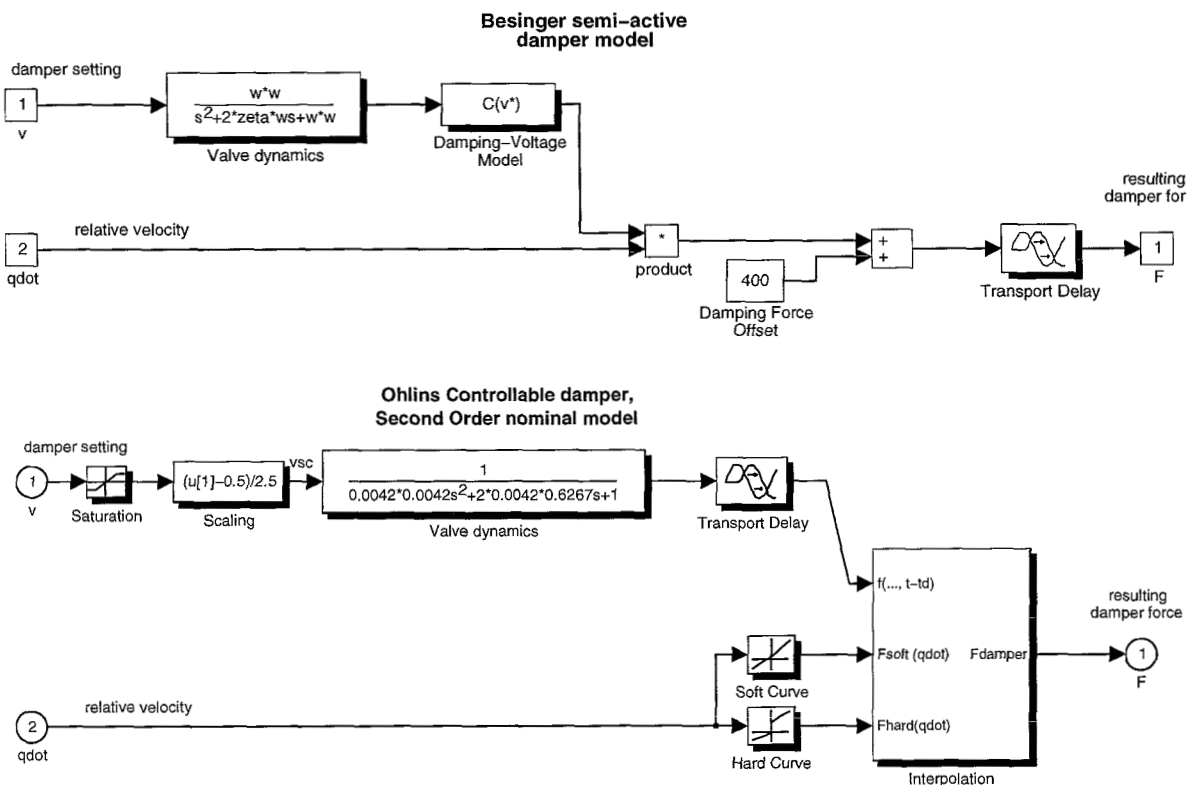 Besinger semi–active
damper model
damper setting
1
v
w*w
s2+2*zeta*ws+w*w
Valve dynamics
C(v*)
Damping–Voltage
Model
relative velocity
2
qdot
*
product
400
Damping Force
Offset
+
+
Transport Delay
resulting
damper for
1
F
Ohlins Controllable damper,
Second Order nominal model
damper setting
1
v
Saturation
(u[1]–0.5)/2.5
Scaling
vsc
1
0.0042*0.0042s2+2*0.0042*0.6267s+1
Valve dynamics
Transport Delay
f(..., t–td)
Fsoft (qdot)
Fdamper
Fhard(qdot)
Interpolation
resulting
damper force
1
F
Soft Curve
relative velocity
2
qdot
Hard Curve